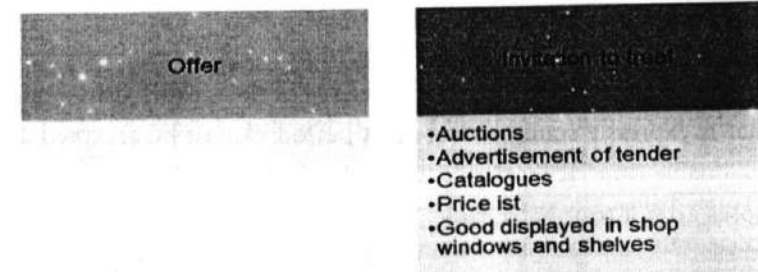 Offer
Invitation to treat
•Auctions
•Advertisement of tender
•Catalogues
•Price ist
•Good displayed in shop
windows and shelves